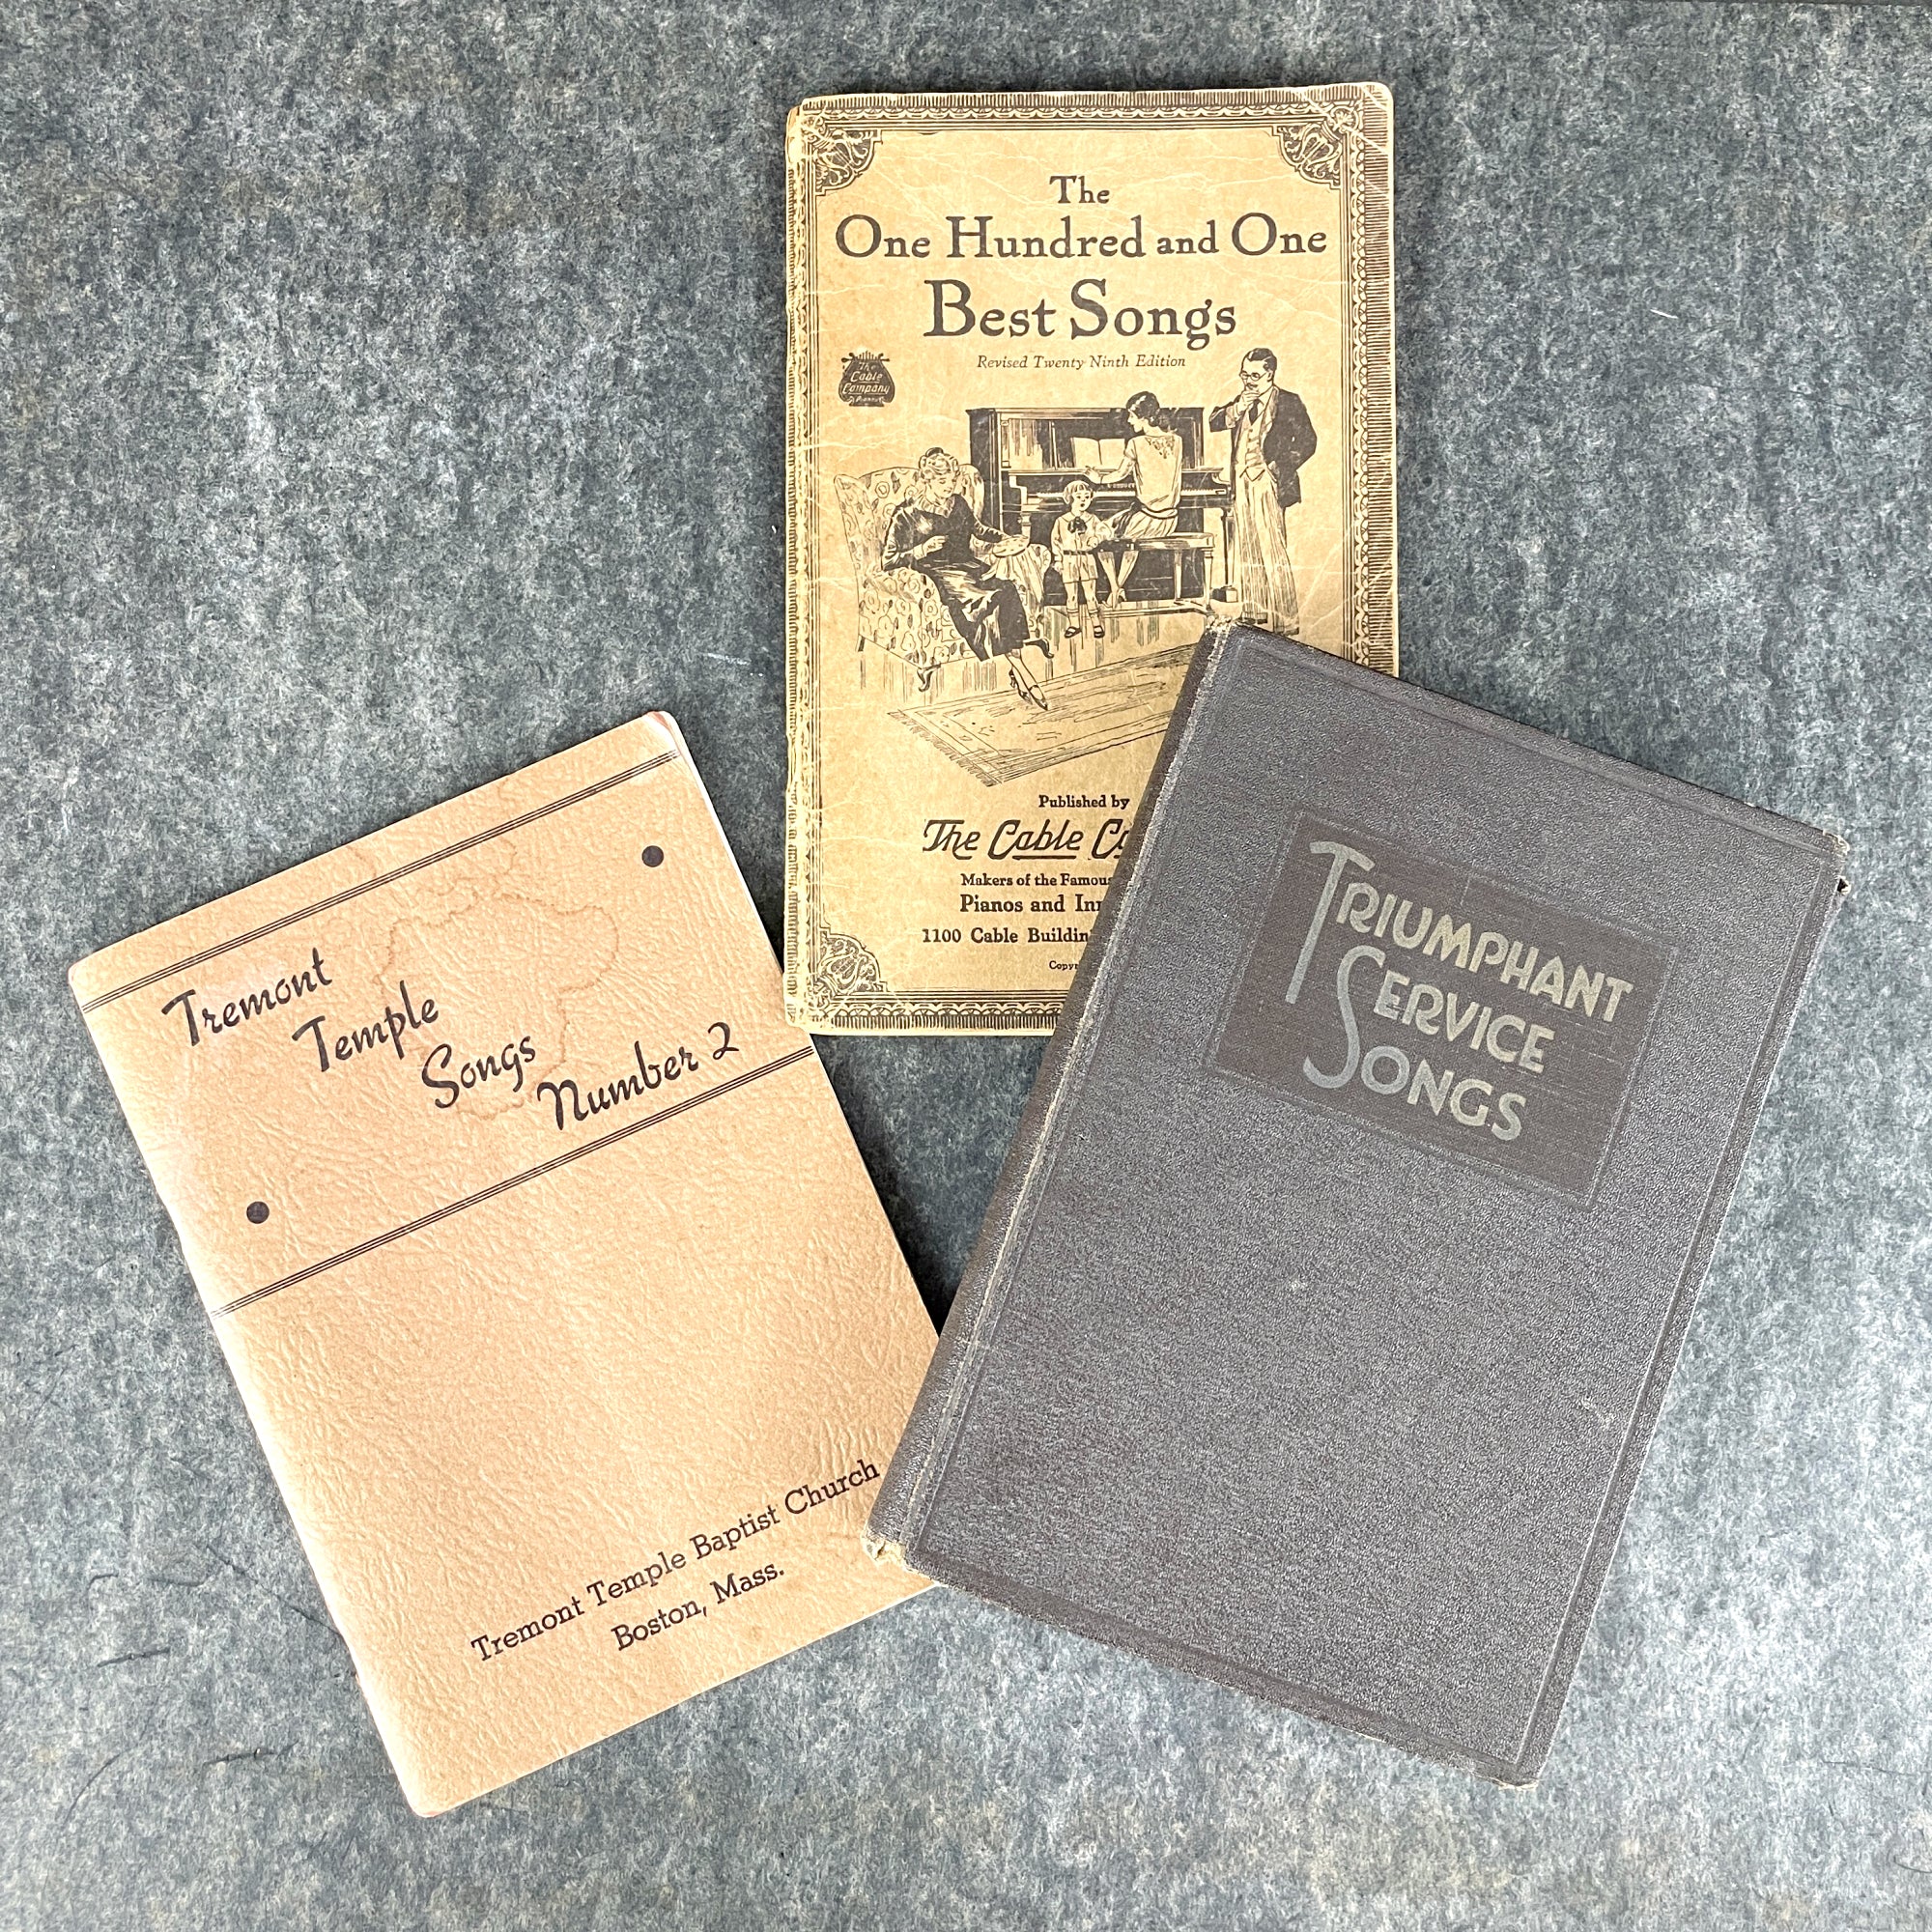 The
One Hundred and One
Best Songs
Revised Twenty Ninth Edition
The
Cable
Company
Published by
The Cable
Makers of the
Pianos and
1100 Cable
Tremont
Temple
Songs
Number 2
Tremont Temple Baptist Church
Boston, Mass.
TRIUMPHANT
SERVICE
SONGS